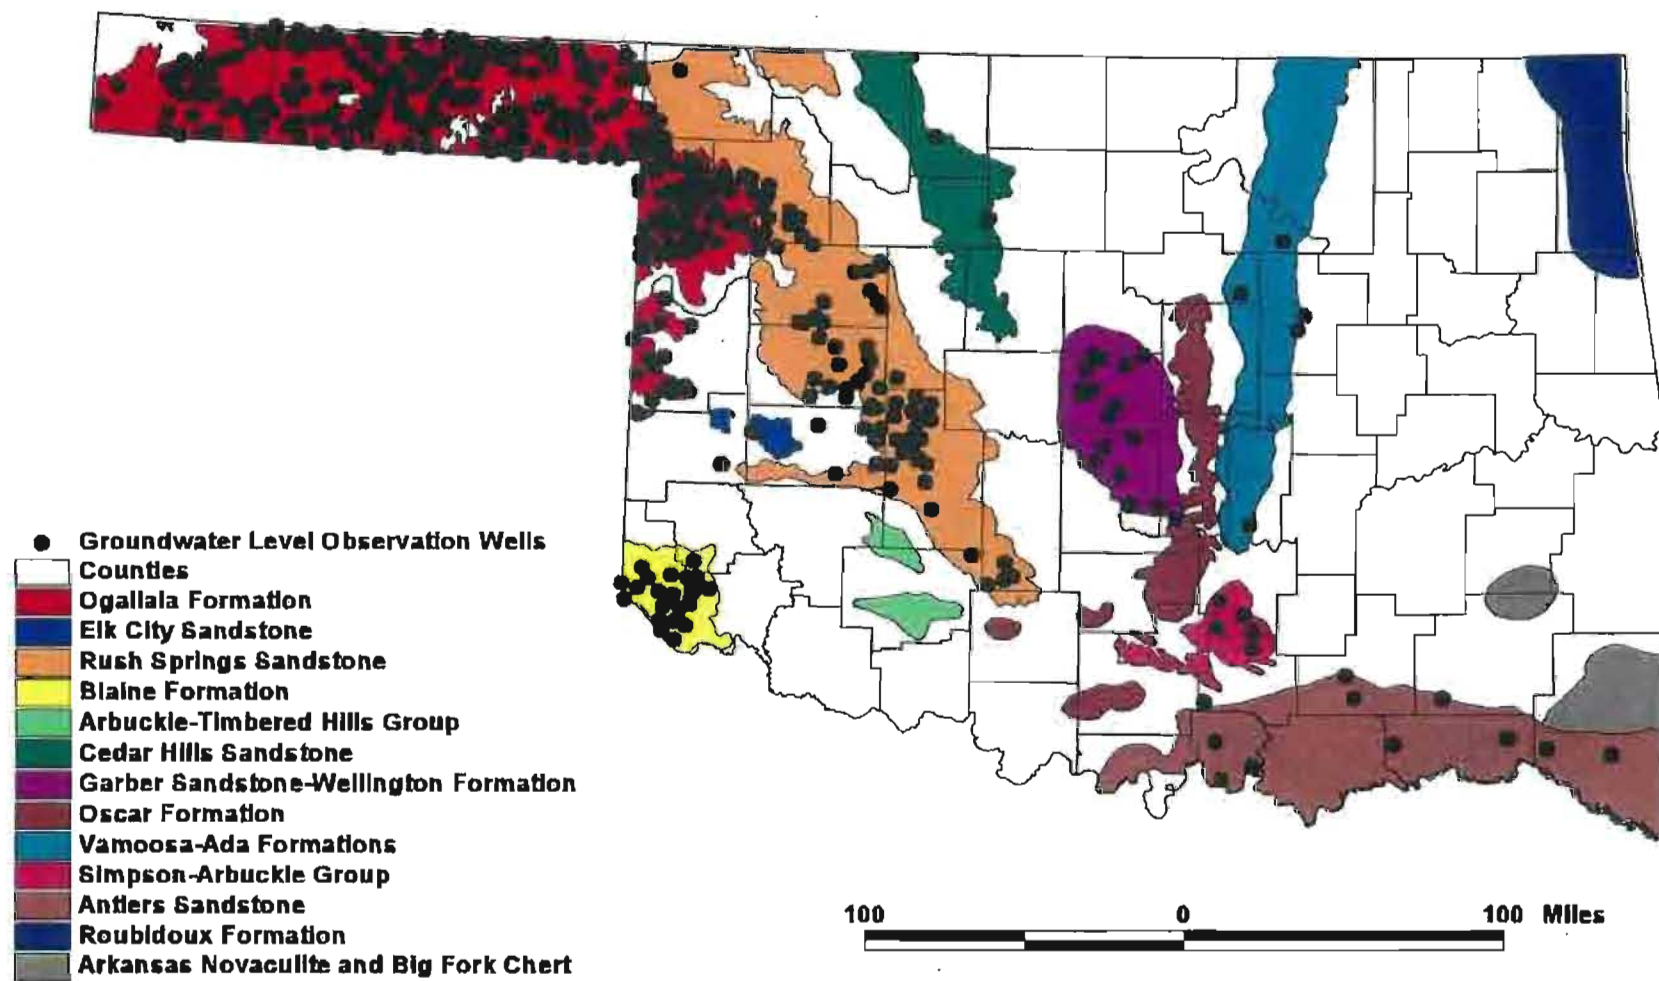 Groundwater Level Observation Wells
Counties
Ogallala Formation
Elk City Sandstone
Rush Springs Sandstone
Blaine Formation
Arbuckle-Timbered Hills Group
Cedar Hills Sandstone
Garber Sandstone-Wellington Formation
Oscar Formation
Vamoosa-Ada Formations
Simpson-Arbuckle Group
Antlers Sandstone
Roubidoux Formation
Arkansas Novaculite and Big Fork Chert
100 0 100 Miles